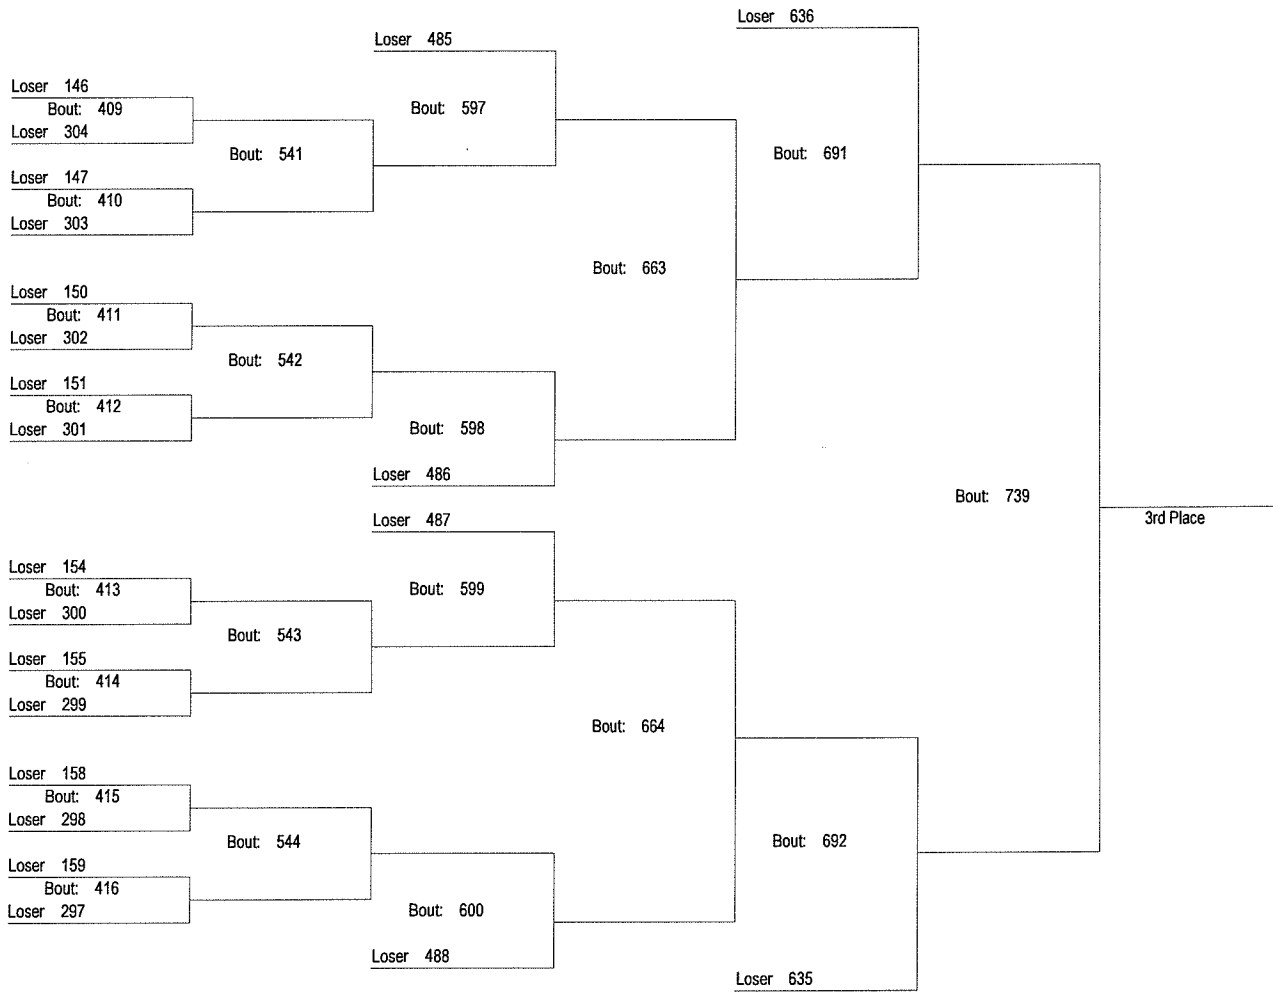 Loser 636
Loser 485
Loser 146
Bout: 409
Loser 304
Bout: 597
Bout: 541
Bout: 691
Loser 147
Bout: 410
Loser 303
Bout: 663
Loser 150
Bout: 411
Loser 302
Bout: 542
Loser 151
Bout: 412
Loser 301
Bout: 598
Loser 486
Bout: 739
3rd Place
Loser 487
Loser 154
Bout: 413
Loser 300
Bout: 599
Bout: 543
Loser 155
Bout: 414
Loser 299
Bout: 664
Loser 158
Bout: 415
Loser 298
Bout: 544
Bout: 692
Loser 159
Bout: 416
Loser 297
Bout: 600
Loser 488
Loser 635